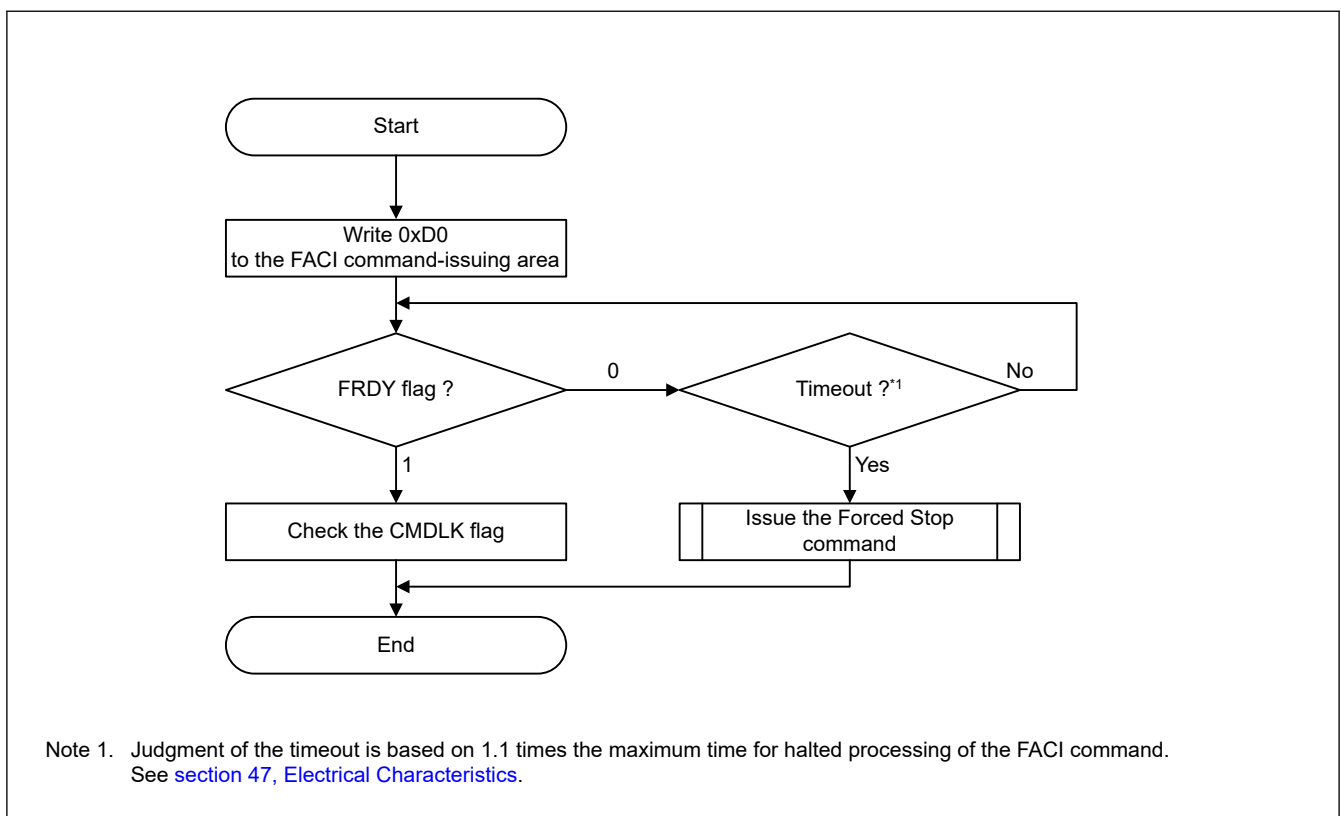 Start
Write 0xD0
to the FACI command-issuing area
FRDY flag ?
0
Timeout ?*1
No
1
Yes
Check the CMDLK flag
Issue the Forced Stop
command
End
Note 1. Judgment of the timeout is based on 1.1 times the maximum time for halted processing of the FACI command.
See section 47, Electrical Characteristics.